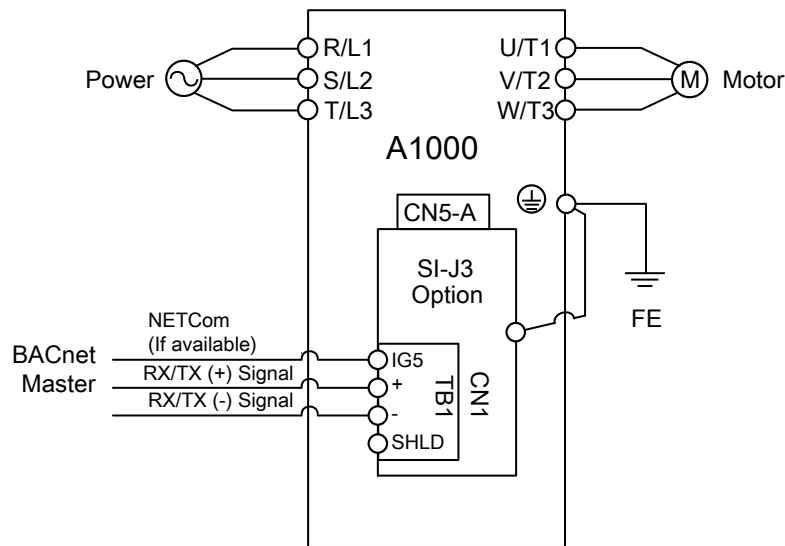 R/L1
U/T1
Power
S/L2
V/T2
M
Motor
T/L3
W/T3
A1000
CN5-A
SI-J3
Option
FE
NETCom
(If available)
BACnet
Master
RX/TX (+) Signal
RX/TX (-) Signal
IG5
+
-
SHLD
TB1
CN1